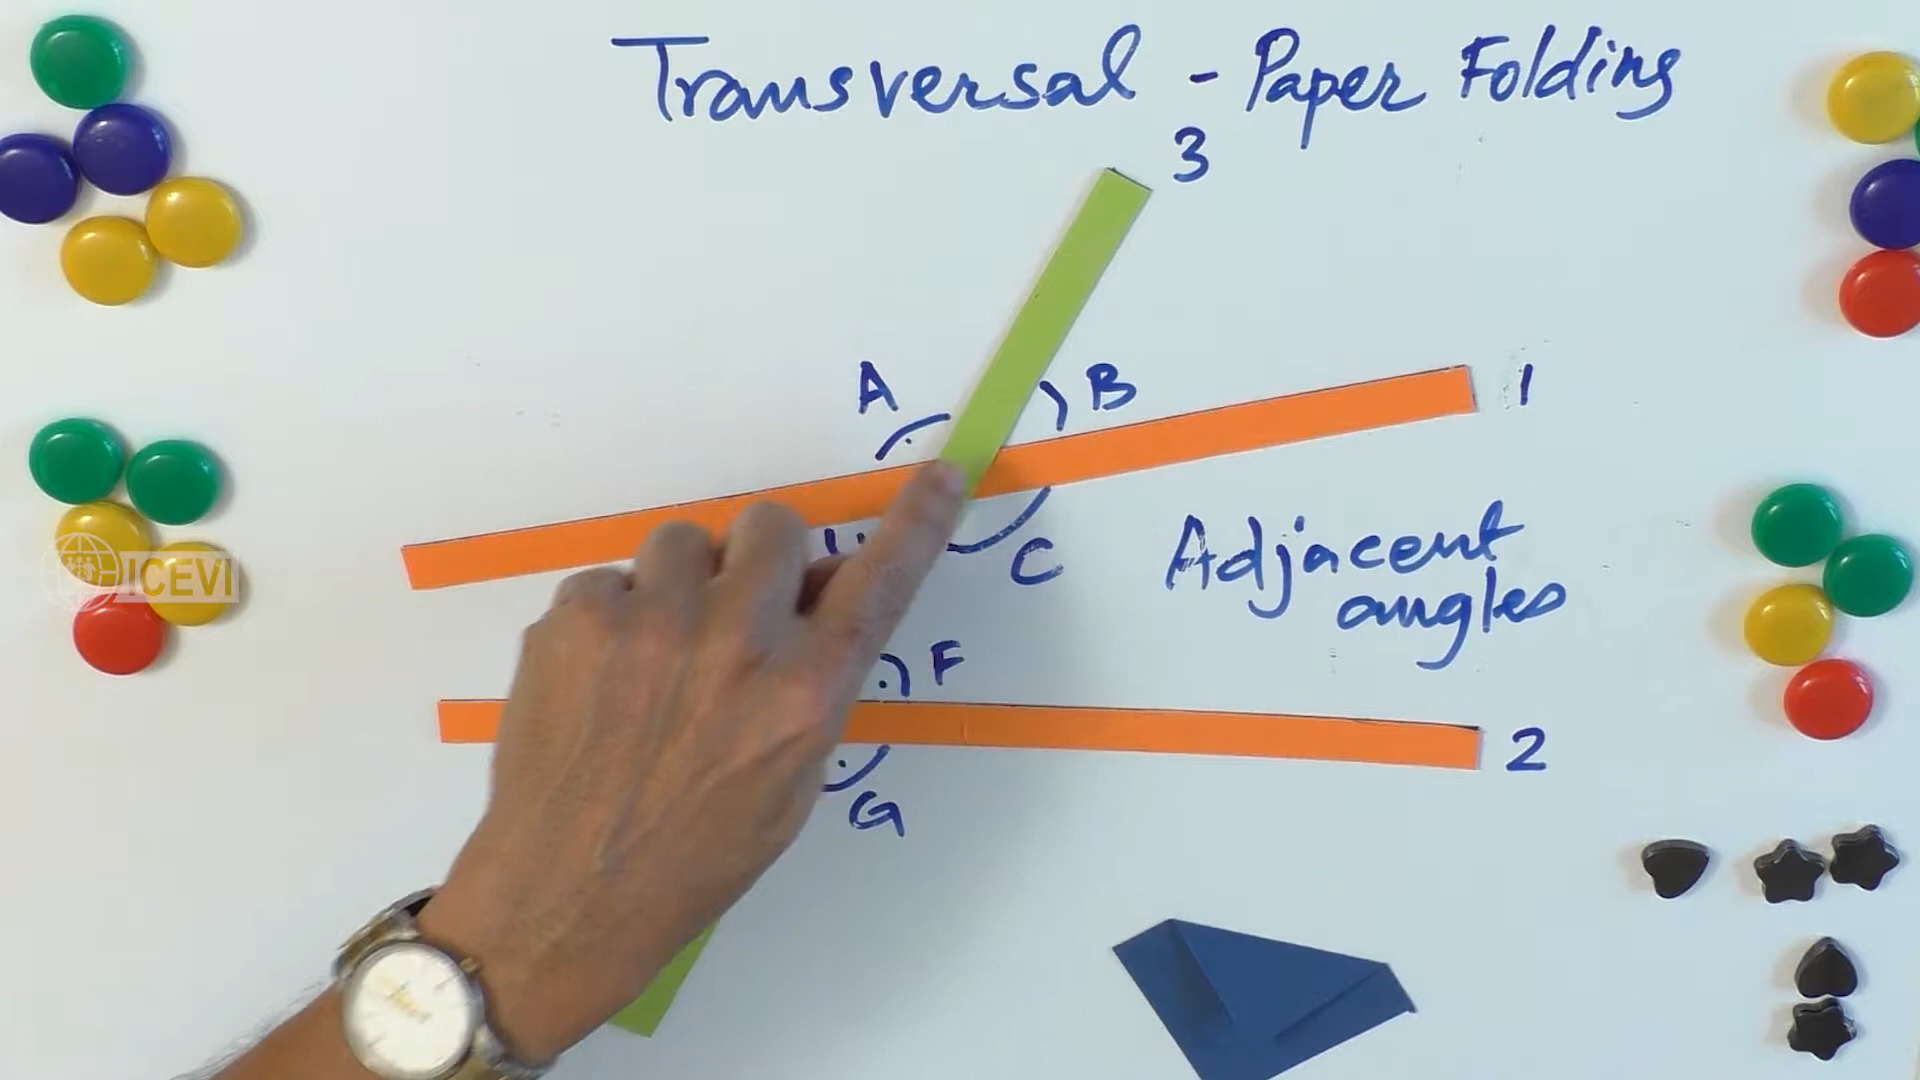 Transversal - Paper Folding
3
1
A
B
C
Adjacent
angles
ICEVI
F
2
G